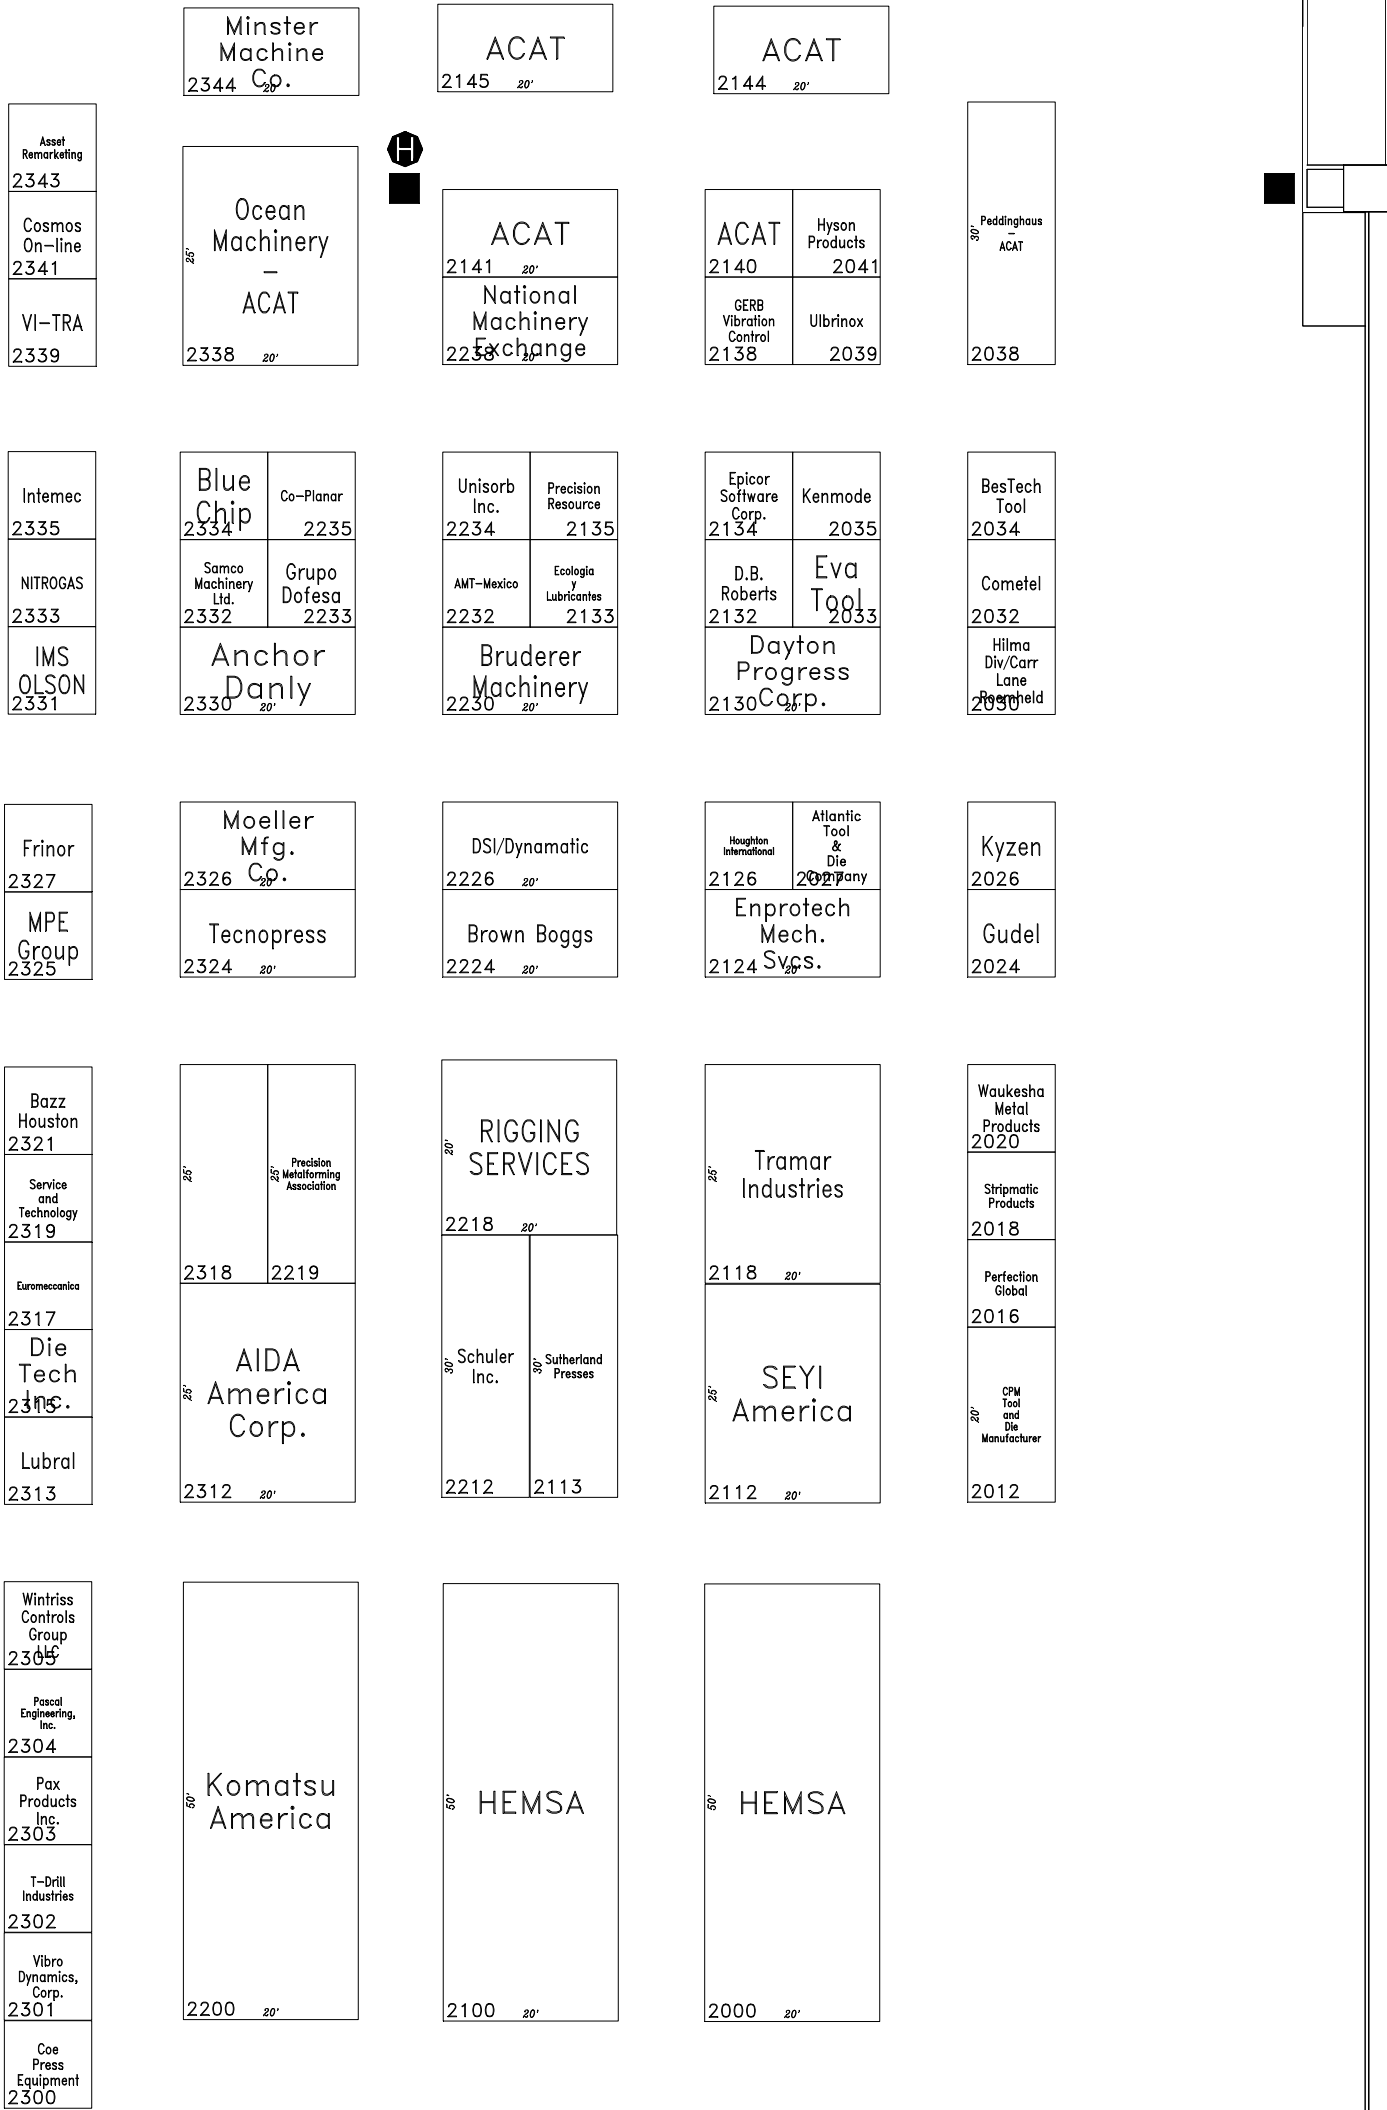 Minster
Machine
Co.
2344 20'
ACAT
2145 20'
ACAT
2144 20'
Asset
Remarketing
2343
Cosmos
On-line
2341
VI-TRA
2339
25'
Ocean
Machinery
-
ACAT
2338 20'
H
ACAT
2141 20'
National
Machinery
Exchange
2238 20'
ACAT
2140
Hyson
Products
2041
GERB
Vibration
Control
2138
Ulbrinox
2039
30'
Peddinghaus
-
ACAT
2038
Intemec
2335
NITROGAS
2333
IMS
OLSON
2331
Blue
Chip
2334
Co-Planar
2235
Samco
Machinery
Ltd.
2332
Grupo
Dofesa
2233
Anchor
Danly
2330 20'
Unisorb
Inc.
2234
Precision
Resource
2135
AMT-Mexico
2232
Ecologia
y
Lubricantes
2133
Bruderer
Machinery
2230 20'
Epicor
Software
Corp.
2134
Kenmode
2035
D.B.
Roberts
2132
Eva
Tool
2033
Dayton
Progress
Corp.
2130 20'
BesTech
Tool
2034
Cometel
2032
Hilma
Div/Carr
Lane
Roemheld
2030
Frinor
2327
MPE
Group
2325
Moeller
Mfg.
Co.
2326 20'
Tecnopress
2324 20'
DSI/Dynamatic
2226 20'
Brown Boggs
2224 20'
Houghton
International
2126
Atlantic
Tool
&
Die
Company
2027
Enprotech
Mech.
Svcs.
2124 20'
Kyzen
2026
Gudel
2024
Bazz
Houston
2321
Service
and
Technology
2319
Euromeccanica
2317
Die
Tech
Inc.
2315
Lubral
2313
25'
2318
25'
Precision
Metalforming
Association
2219
25'
AIDA
America
Corp.
2312 20'
20'
RIGGING
SERVICES
2218 20'
30'
Schuler
Inc.
2212
30'
Sutherland
Presses
2113
25'
Tramar
Industries
2118 20'
25'
SEYI
America
2112 20'
Waukesha
Metal
Products
2020
Stripmatic
Products
2018
Perfection
Global
2016
20'
CPM
Tool
and
Die
Manufacturer
2012
Wintriss
Controls
Group
LLC
2305
Pascal
Engineering,
Inc.
2304
Pax
Products
Inc.
2303
T-Drill
Industries
2302
Vibro
Dynamics,
Corp.
2301
Coe
Press
Equipment
2300
50'
Komatsu
America
2200 20'
50'
HEMSA
2100 20'
50'
HEMSA
2000 20'